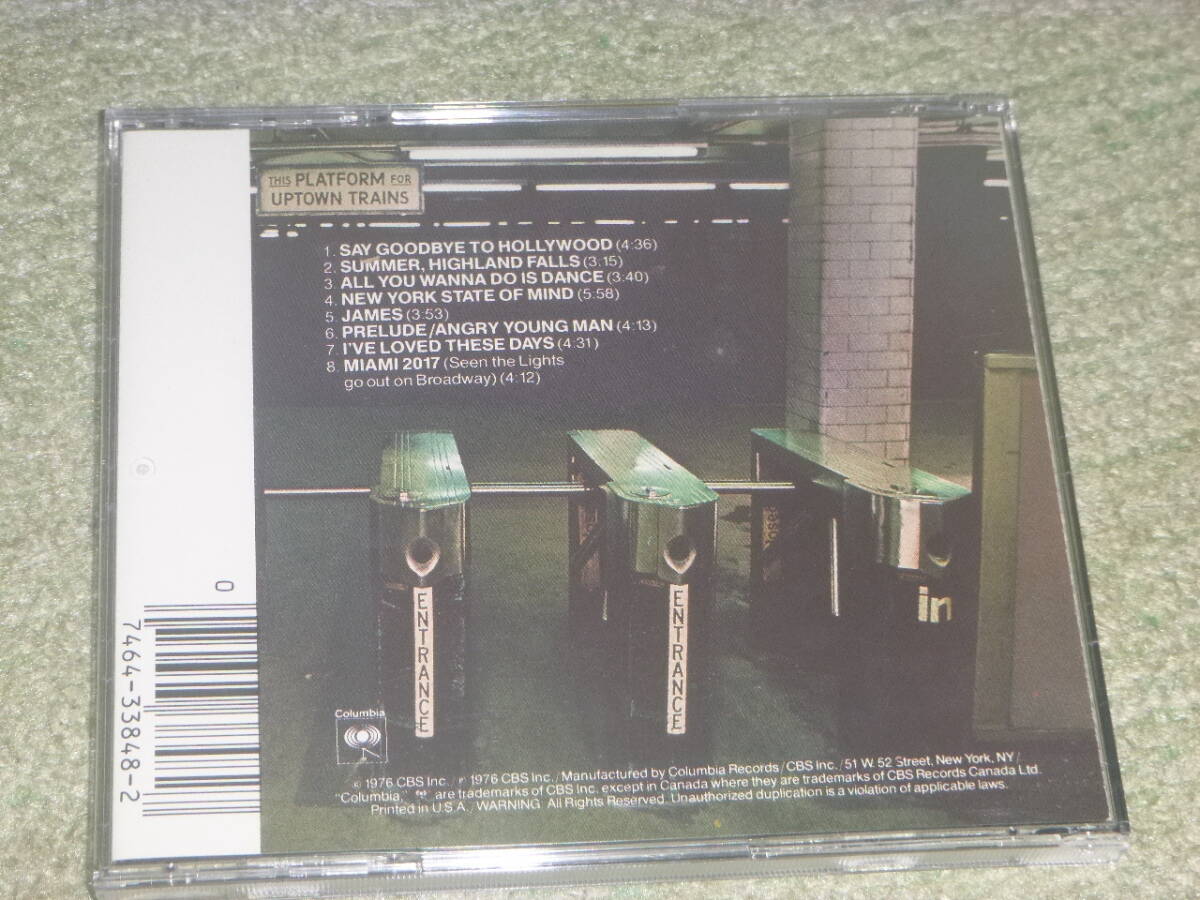 THIS PLATFORM FOR
UPTOWN TRAINS
1. SAY GOODBYE TO HOLLYWOOD (4:36)
2. SUMMER, HIGHLAND FALLS (3:15)
3. ALL YOU WANNA DO IS DANCE (3:40)
4. NEW YORK STATE OF MIND (5:58)
5. JAMES (3:53)
6. PRELUDE/ANGRY YOUNG MAN (4:13)
7. I'VE LOVED THESE DAYS (4:31)
8. MIAMI 2017 (Seen the Lights
go out on Broadway) (4:12)
ENTRANCE
ENTRANCE
in
0
7464-33848-2
Columbia
© 1976 CBS Inc./℗ 1976 CBS Inc./Manufactured by Columbia Records/CBS Inc./51 W. 52 Street, New York, NY/
"Columbia," are trademarks of CBS Inc. except in Canada where they are trademarks of CBS Records Canada Ltd.
Printed in U.S.A./WARNING: All Rights Reserved. Unauthorized duplication is a violation of applicable laws.